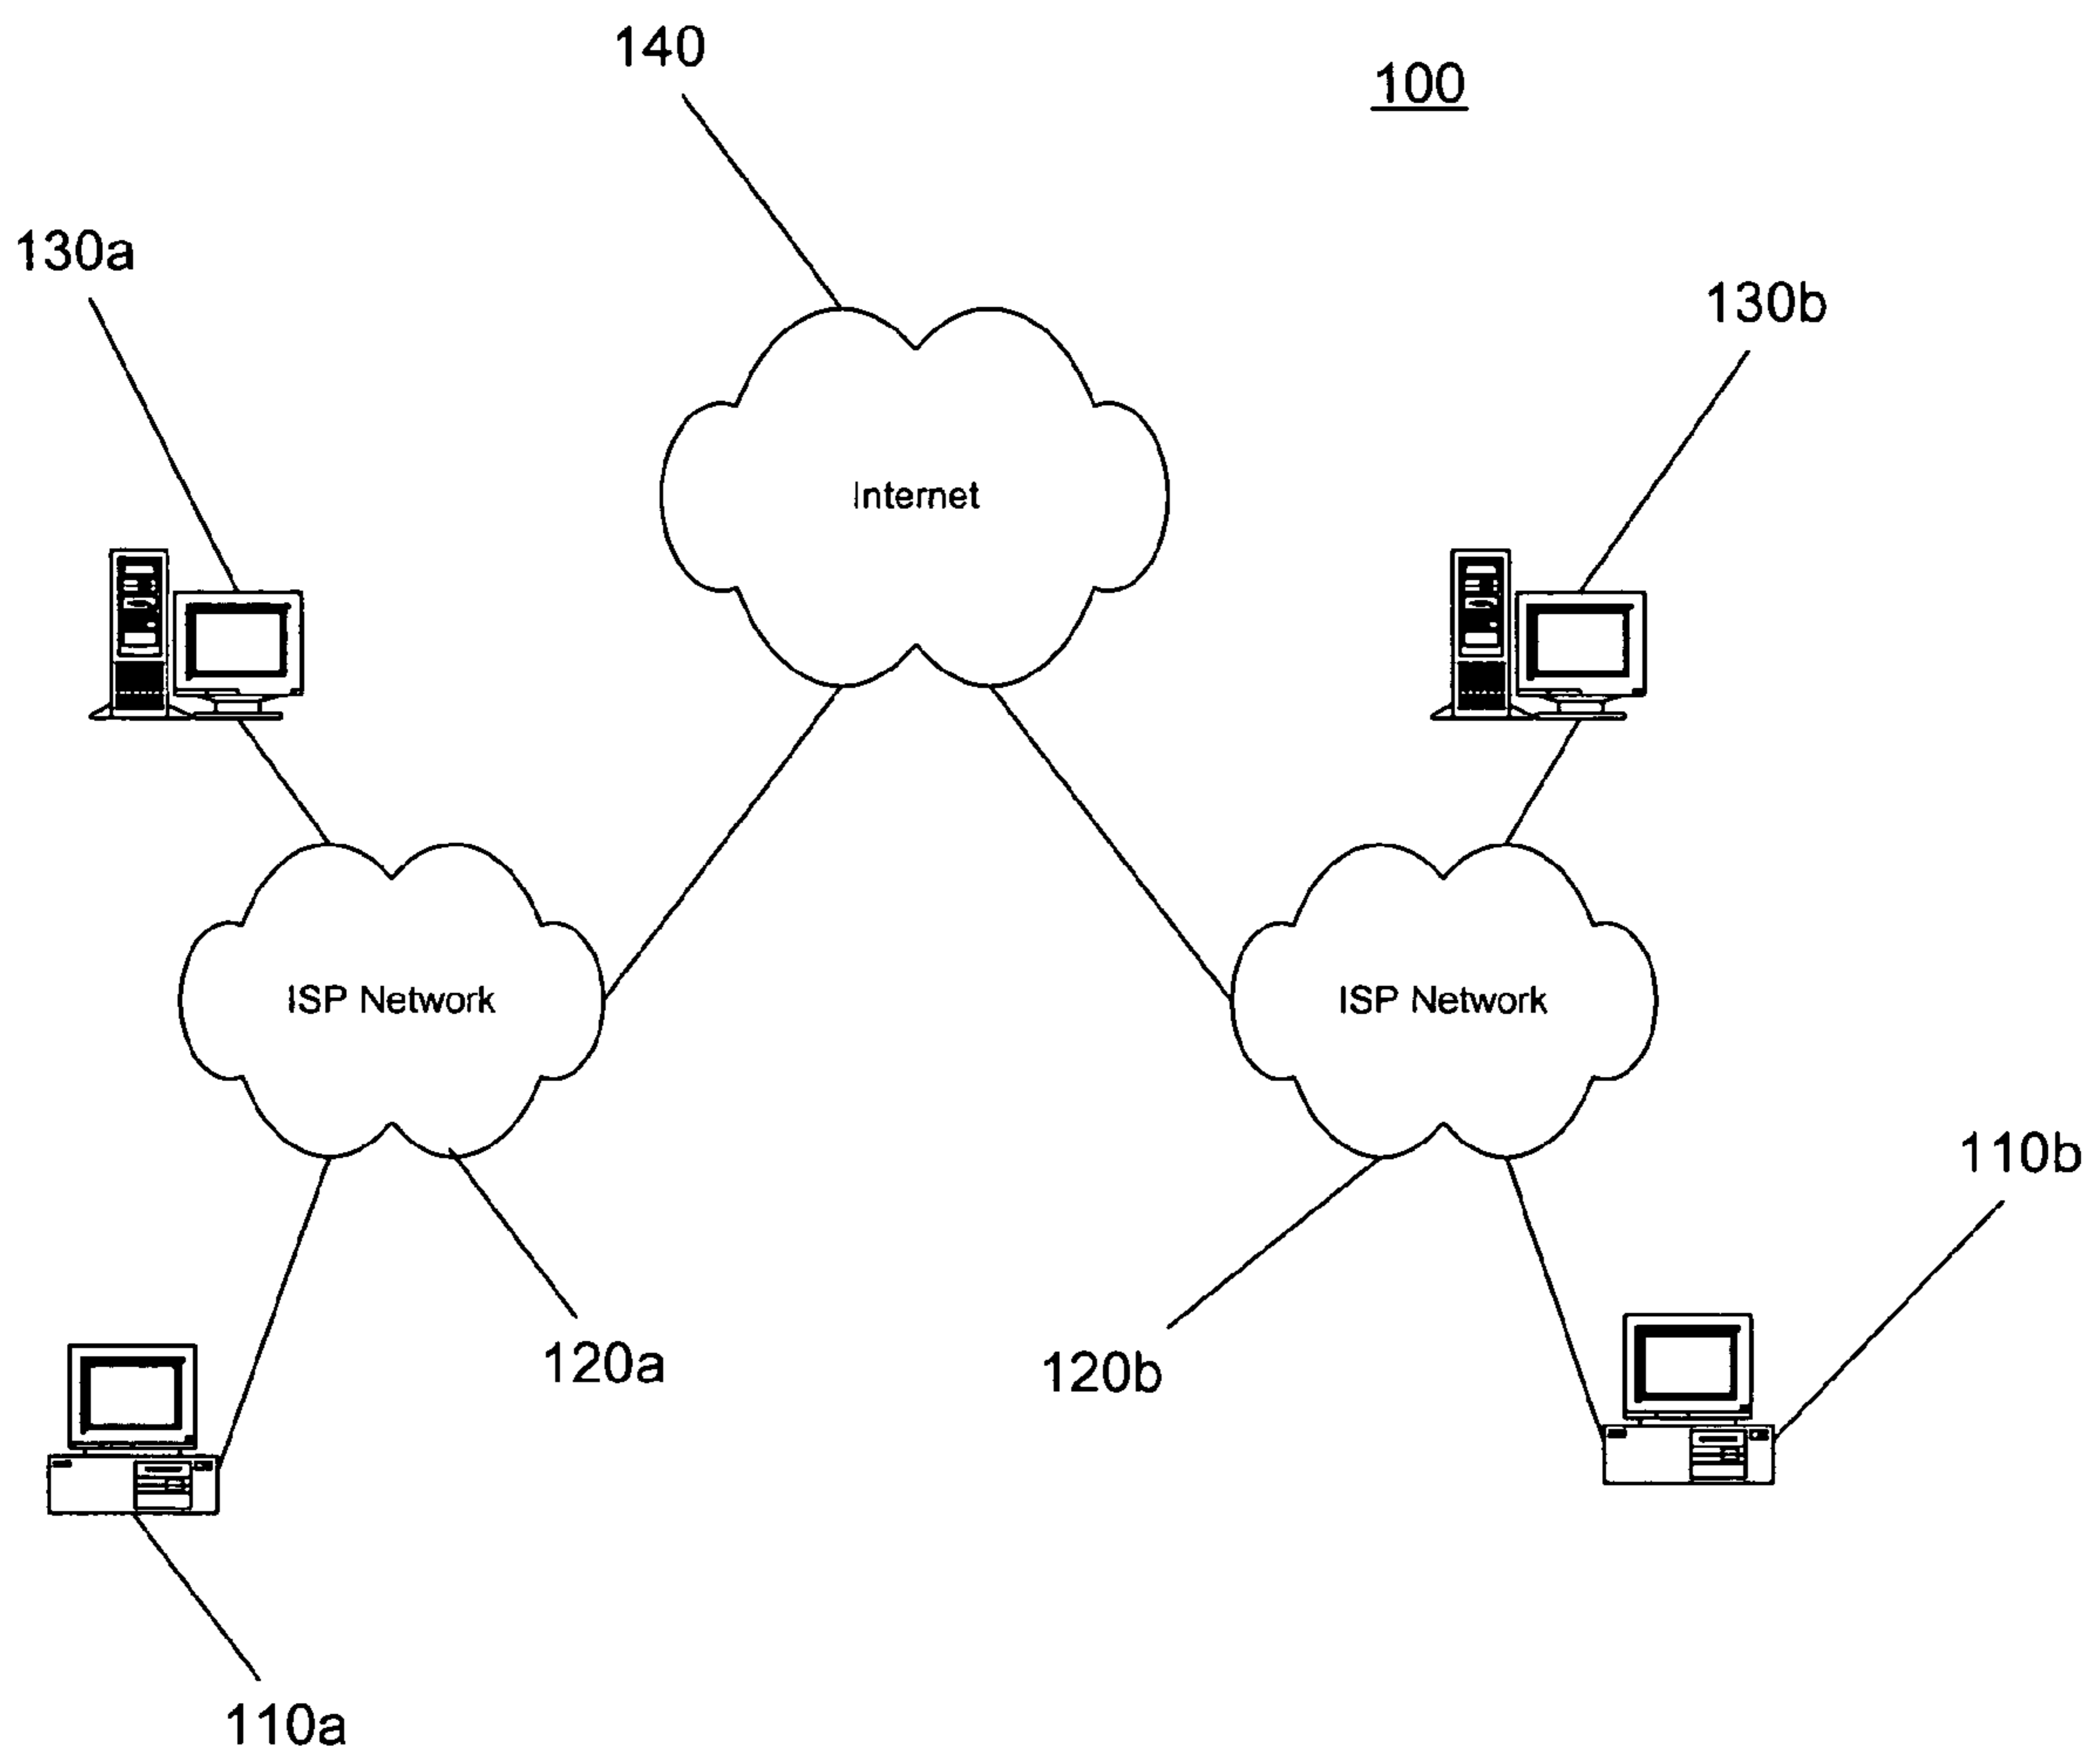 140
100
130a
130b
Internet
ISP Network
ISP Network
110b
120a
120b
110a